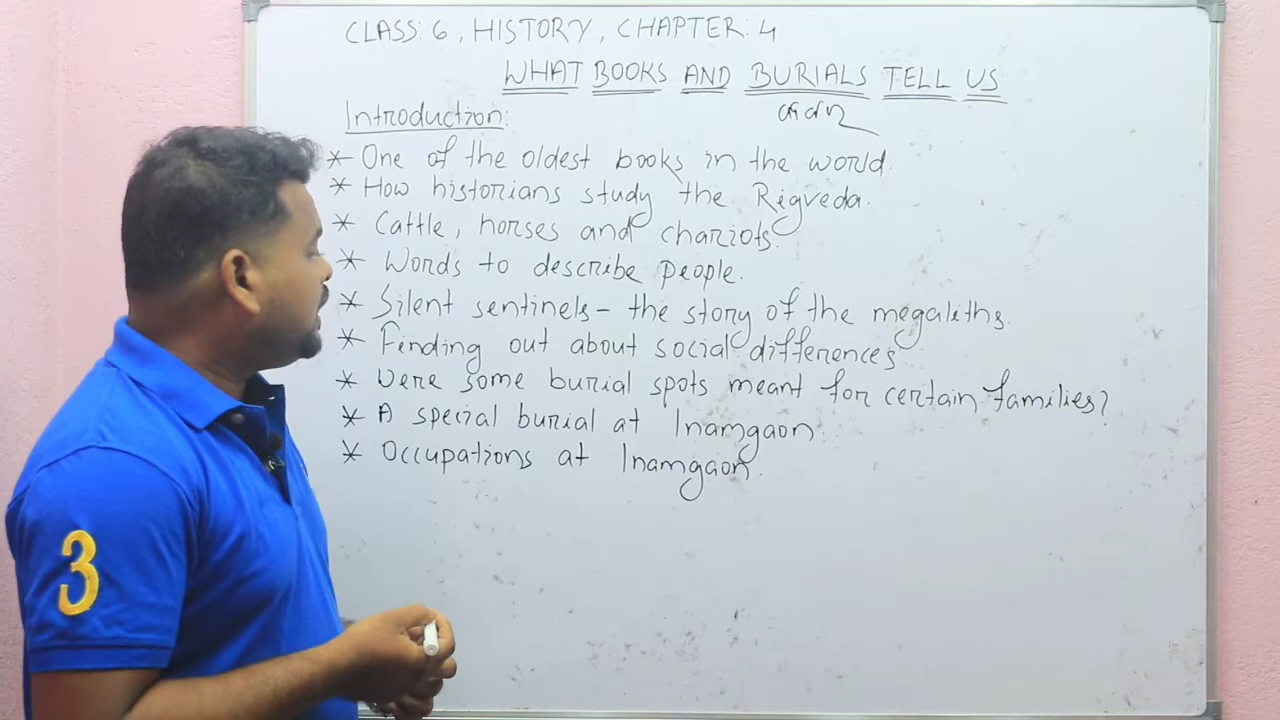 CLASS: 6, HISTORY, CHAPTER: 4
WHAT BOOKS AND BURIALS TELL US
কবর
Introduction:
* One of the oldest books in the world.
* How historians study the Rigveda.
* Cattle, horses and chariots.
* Words to describe people.
* Silent sentinels - the story of the megaliths.
* Finding out about social differences.
* Were some burial spots meant for certain families?
* A special burial at Inamgaon.
* Occupations at Inamgaon.
3